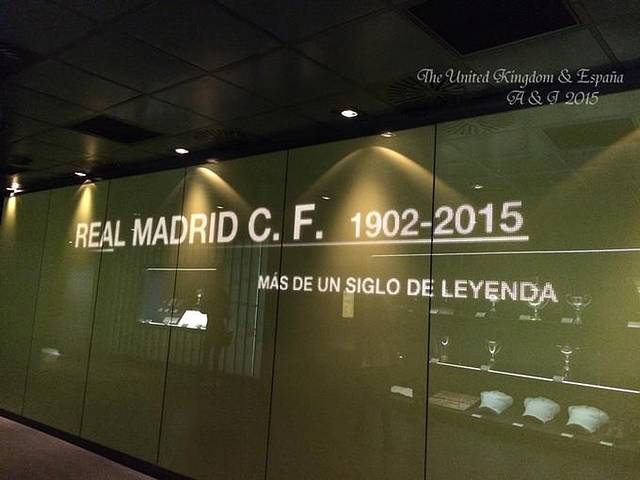 The United Kingdom & España
A & I 2015
REAL MADRID C. F. 1902-2015
MÁS DE UN SIGLO DE LEYENDA